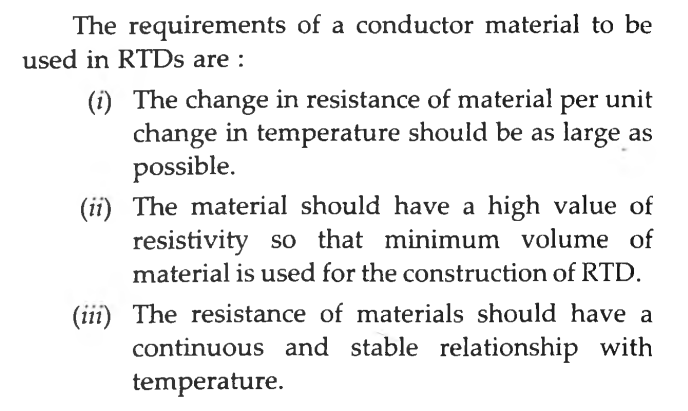 The requirements of a conductor material to be
used in RTDs are :
(i) The change in resistance of material per unit
change in temperature should be as large as
possible.
(ii) The material should have a high value of
resistivity so that minimum volume of
material is used for the construction of RTD.
(iii) The resistance of materials should have a
continuous and stable relationship with
temperature.